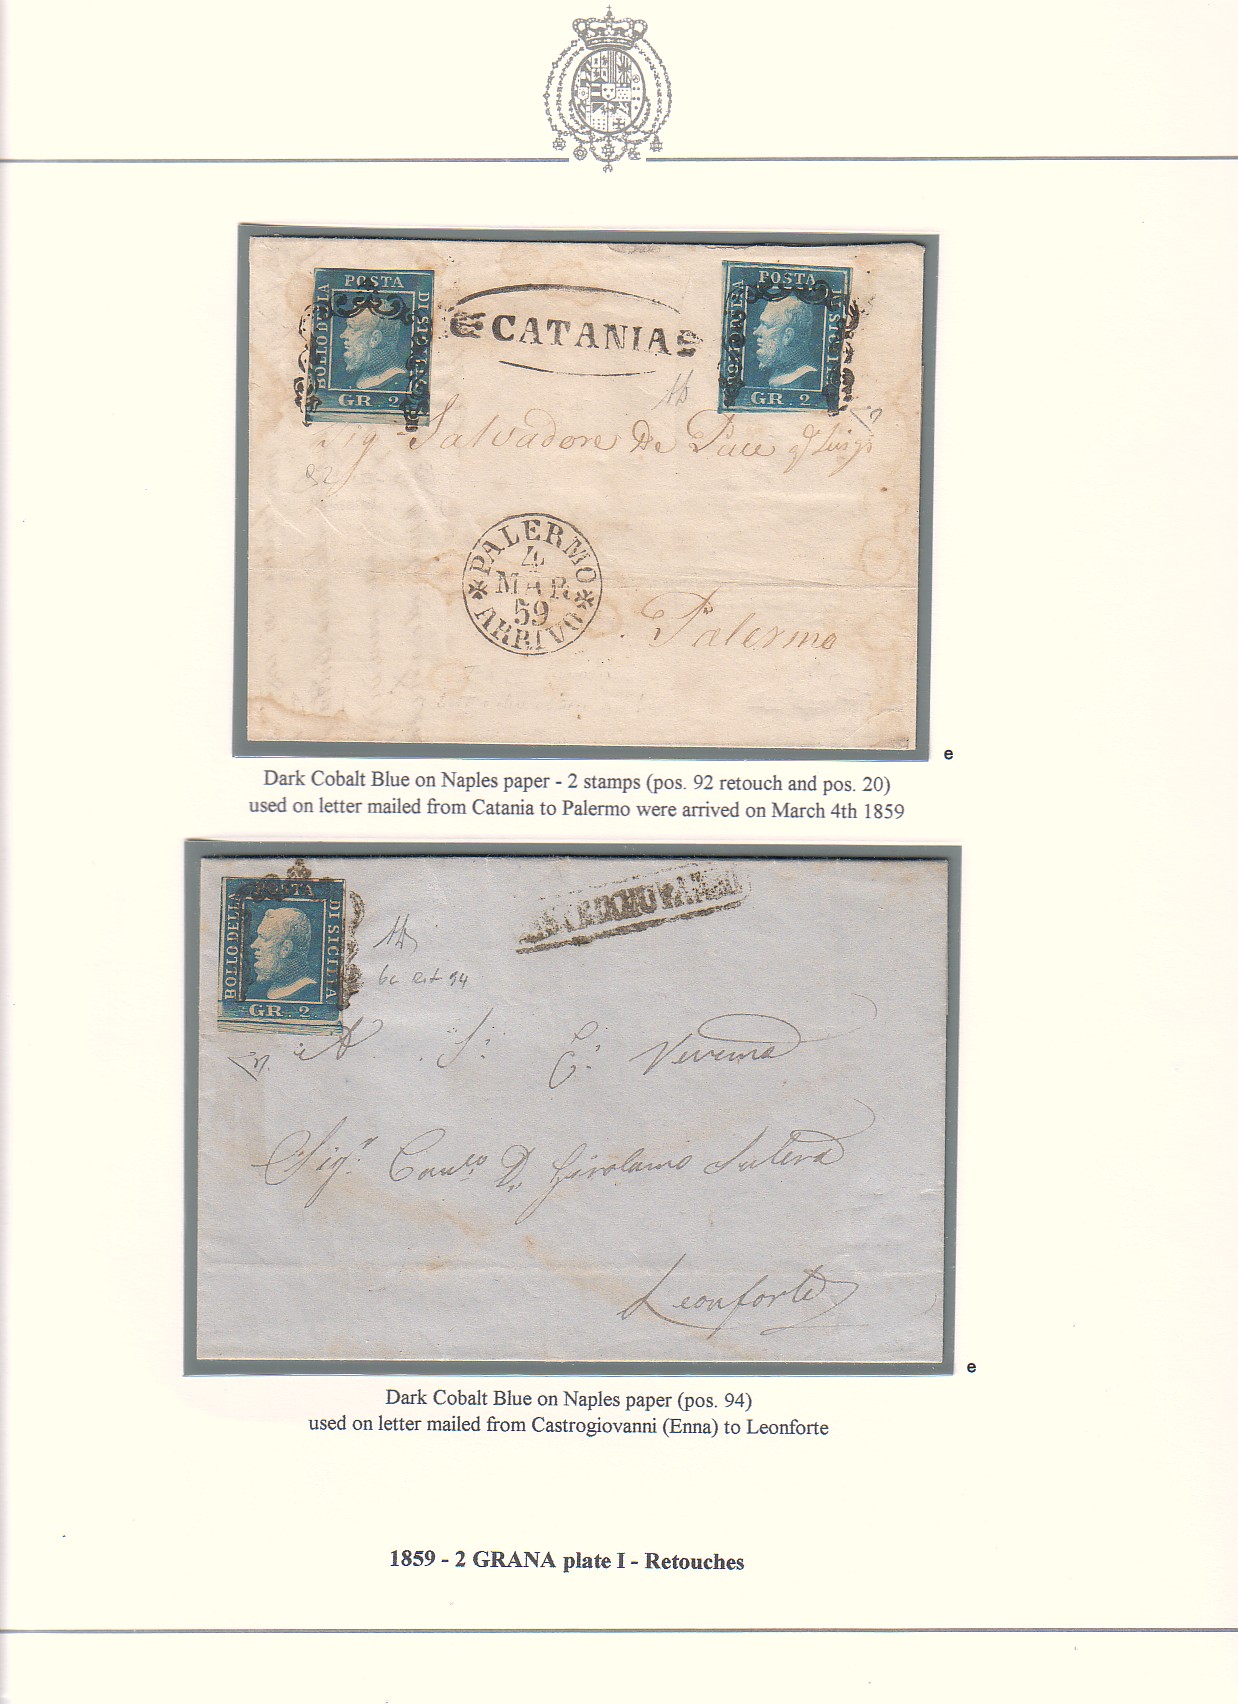 POSTA
BOLLO DELLA
DI SICILIA
GR. 2
CATANIA
POSTA
GR. 2
Sig Salvadore De Pace
PALERMO
4
MAR
59
ARRIVO
Palermo
e
Dark Cobalt Blue on Naples paper - 2 stamps (pos. 92 retouch and pos. 20)
used on letter mailed from Catania to Palermo were arrived on March 4th 1859
POSTA
BOLLO DELLA
DI SICILIA
GR. 2
Sigr. D. Girolamo
Leonforte
e
Dark Cobalt Blue on Naples paper (pos. 94)
used on letter mailed from Castrogiovanni (Enna) to Leonforte
1859 - 2 GRANA plate I - Retouches